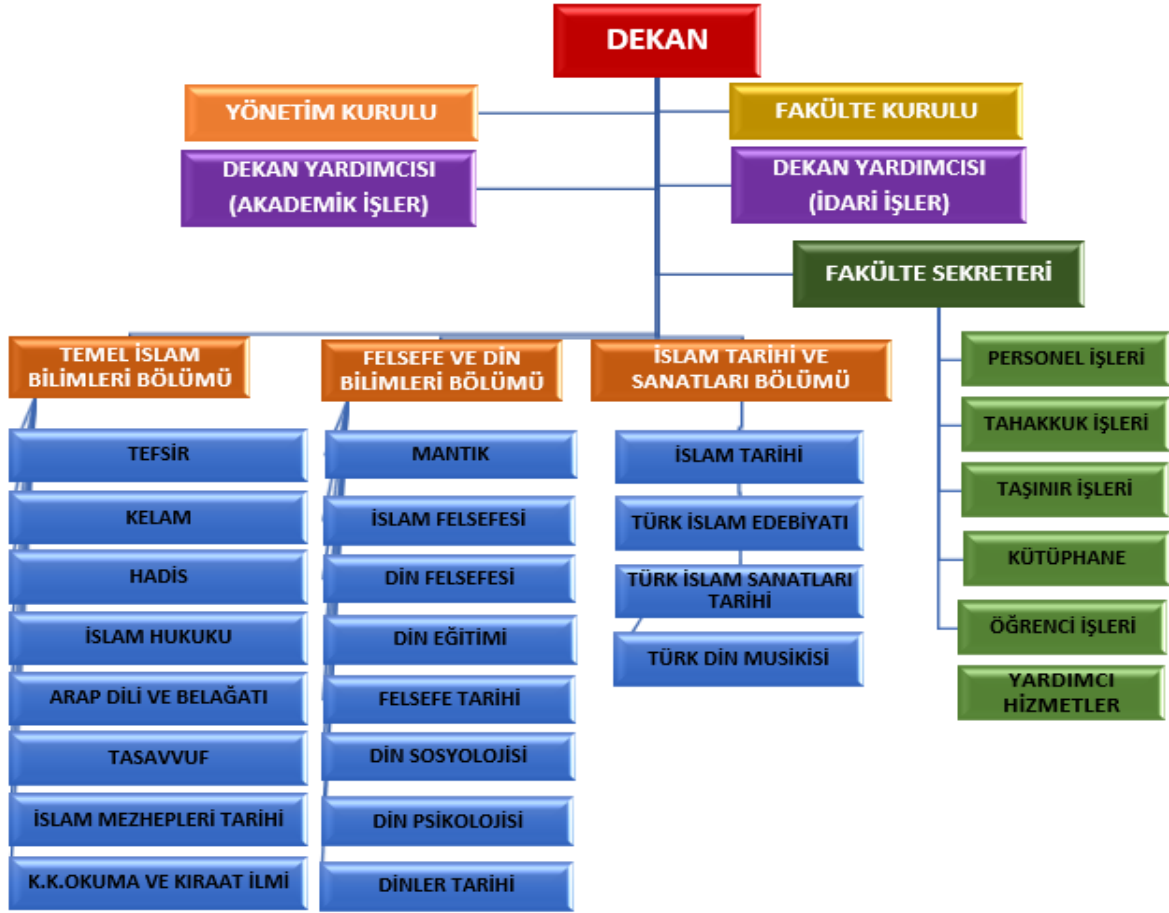 DEKAN
YÖNETİM KURULU
FAKÜLTE KURULU
DEKAN YARDIMCISI
(AKADEMİK İŞLER)
DEKAN YARDIMCISI
(İDARİ İŞLER)
FAKÜLTE SEKRETERİ
TEMEL İSLAM
BİLİMLERİ BÖLÜMÜ
TEFSİR
KELAM
HADİS
İSLAM HUKUKU
ARAP DİLİ VE BELAĞATI
TASAVVUF
İSLAM MEZHEPLERİ TARİHİ
K.K.OKUMA VE KIRAAT İLMİ
FELSEFE VE DİN
BİLİMLERİ BÖLÜMÜ
MANTIK
İSLAM FELSEFESİ
DİN FELSEFESİ
DİN EĞİTİMİ
FELSEFE TARİHİ
DİN SOSYOLOJİSİ
DİN PSİKOLOJİSİ
DİNLER TARİHİ
İSLAM TARİHİ VE
SANATLARI BÖLÜMÜ
İSLAM TARİHİ
TÜRK İSLAM EDEBİYATI
TÜRK İSLAM SANATLARI
TARİHİ
TÜRK DİN MUSIKİSİ
PERSONEL İŞLERİ
TAHAKKUK İŞLERİ
TAŞINIR İŞLERİ
KÜTÜPHANE
ÖĞRENCİ İŞLERİ
YARDIMCI
HİZMETLER